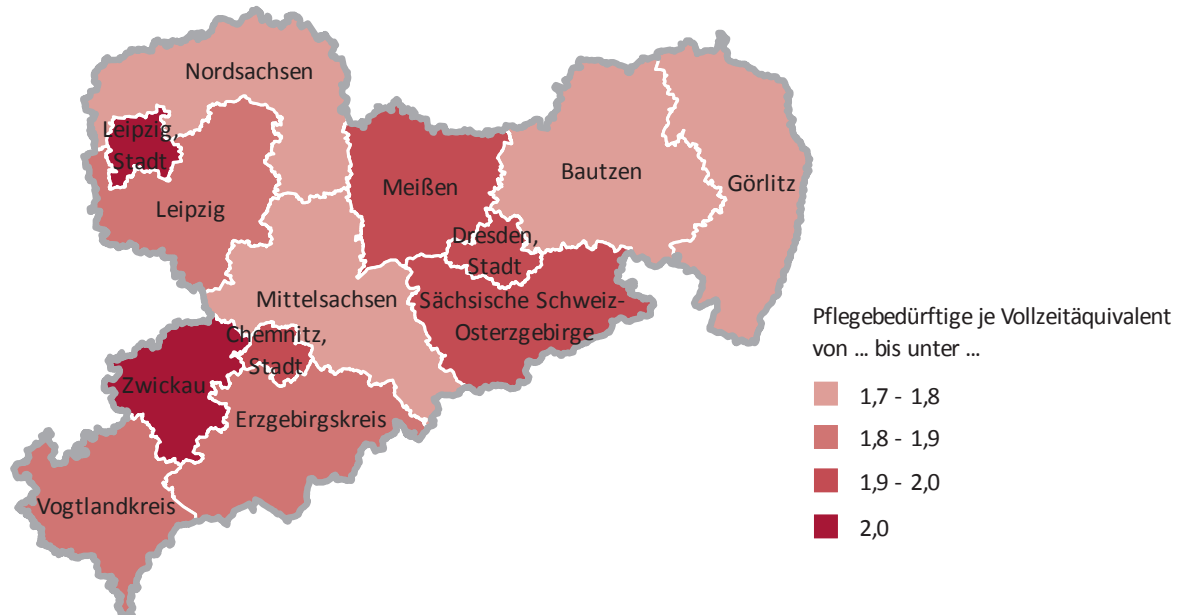 Nordsachsen
Leipzig,
Stadt
Leipzig
Meißen
Bautzen
Görlitz
Dresden,
Stadt
Mittelsachsen
Sächsische Schweiz-
Osterzgebirge
Chemnitz,
Stadt
Zwickau
Erzgebirgskreis
Vogtlandkreis
Pflegebedürftige je Vollzeitäquivalent
von ... bis unter ...
1,7 - 1,8
1,8 - 1,9
1,9 - 2,0
2,0